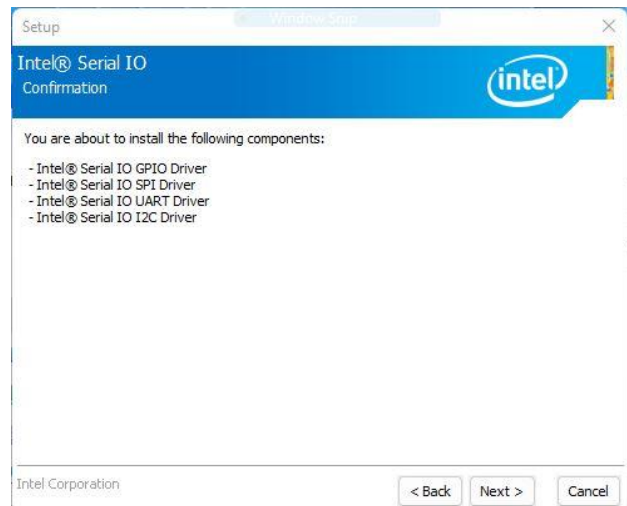 Window Snip
Setup
Intel® Serial IO
Confirmation
intel
You are about to install the following components:
- Intel® Serial IO GPIO Driver
- Intel® Serial IO SPI Driver
- Intel® Serial IO UART Driver
- Intel® Serial IO I2C Driver
Intel Corporation
< Back Next > Cancel